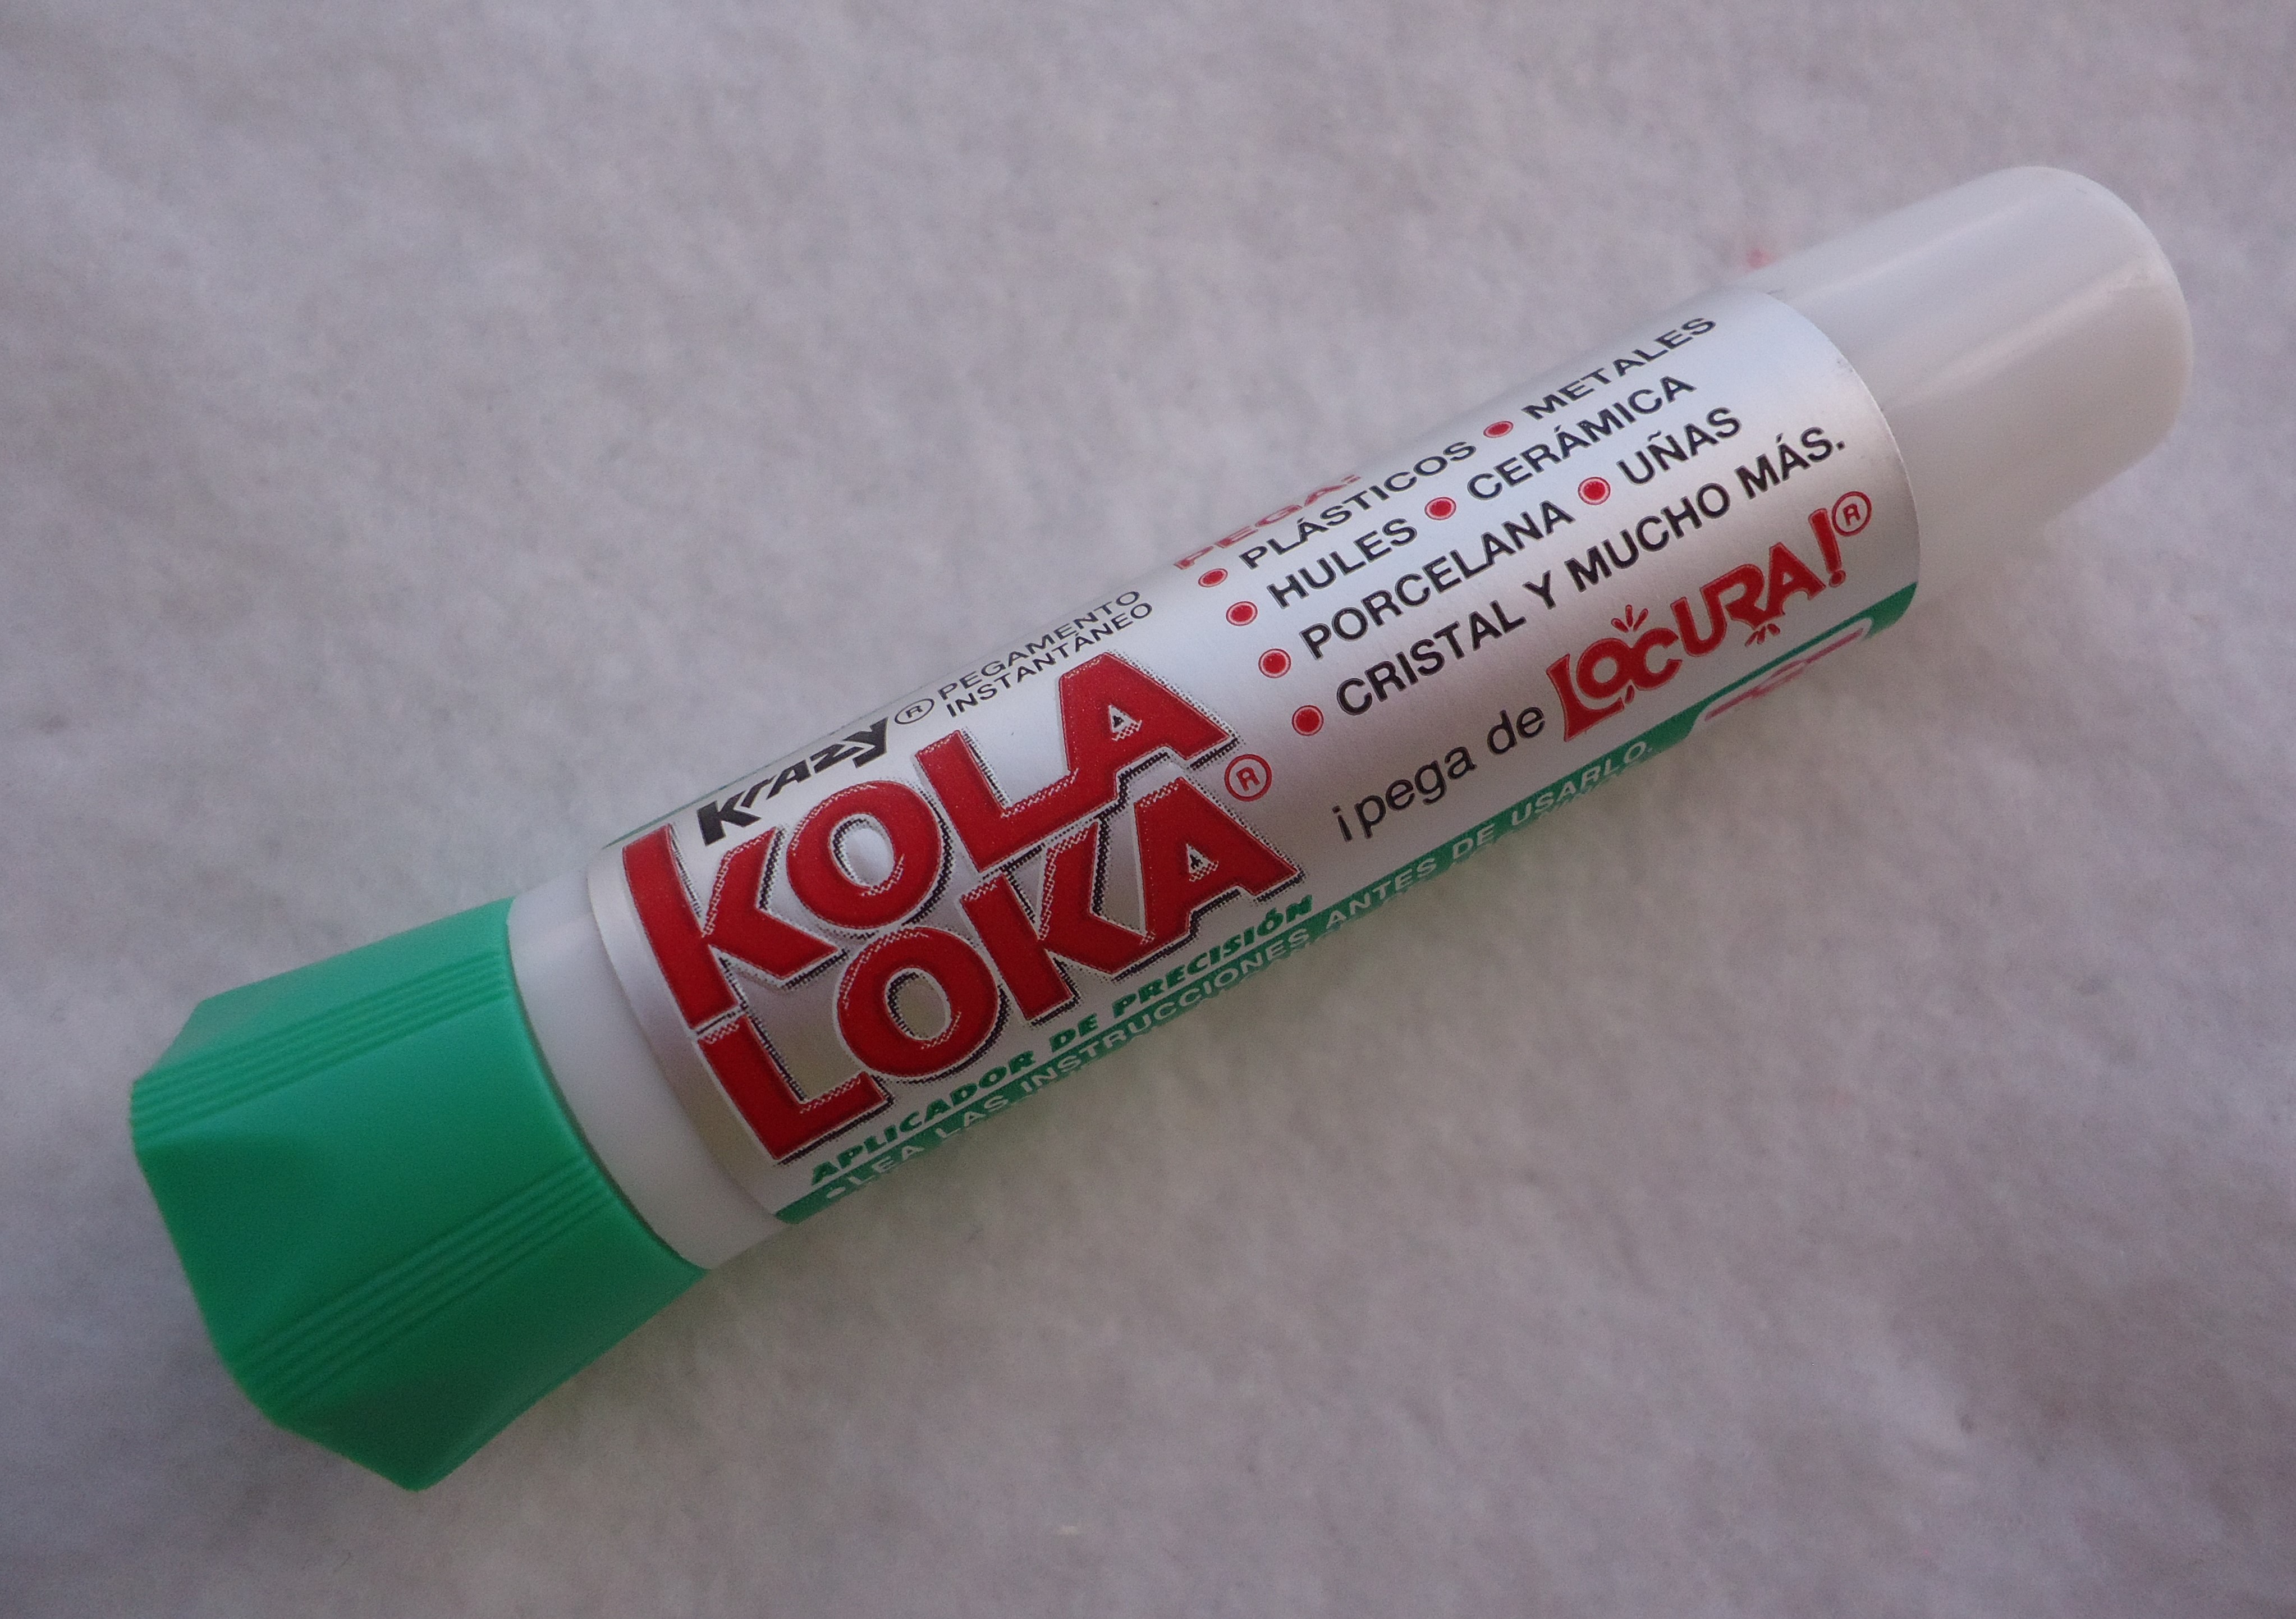 Krazy® PEGAMENTO
INSTANTÁNEO
KOLA
LOKA®
APLICADOR DE PRECISIÓN
•LEA LAS INSTRUCCIONES ANTES DE USARLO.
PEGA:
• PLÁSTICOS • METALES
• HULES • CERÁMICA
• PORCELANA • UÑAS
• CRISTAL Y MUCHO MÁS.
¡pega de LOCURA!®